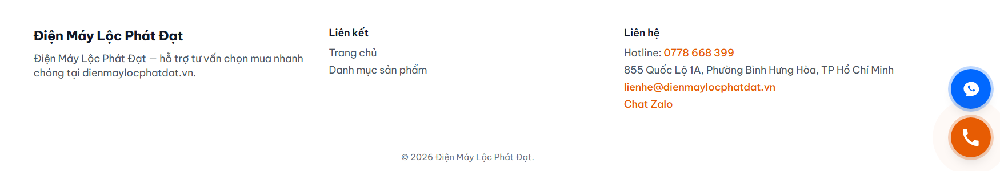 Điện Máy Lộc Phát Đạt
Điện Máy Lộc Phát Đạt — hỗ trợ tư vấn chọn mua nhanh
chóng tại dienmaylocphatdat.vn.
Liên kết
Trang chủ
Danh mục sản phẩm
Liên hệ
Hotline: 0778 668 399
855 Quốc Lộ 1A, Phường Bình Hưng Hòa, TP Hồ Chí Minh
lienhe@dienmaylocphatdat.vn
Chat Zalo
© 2026 Điện Máy Lộc Phát Đạt.